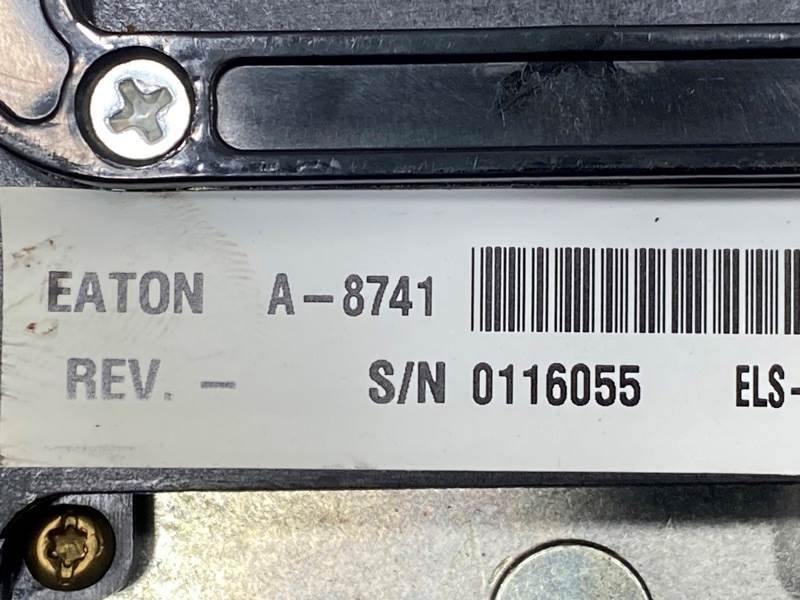 EATON A-8741
REV. - S/N 0116055 ELS-